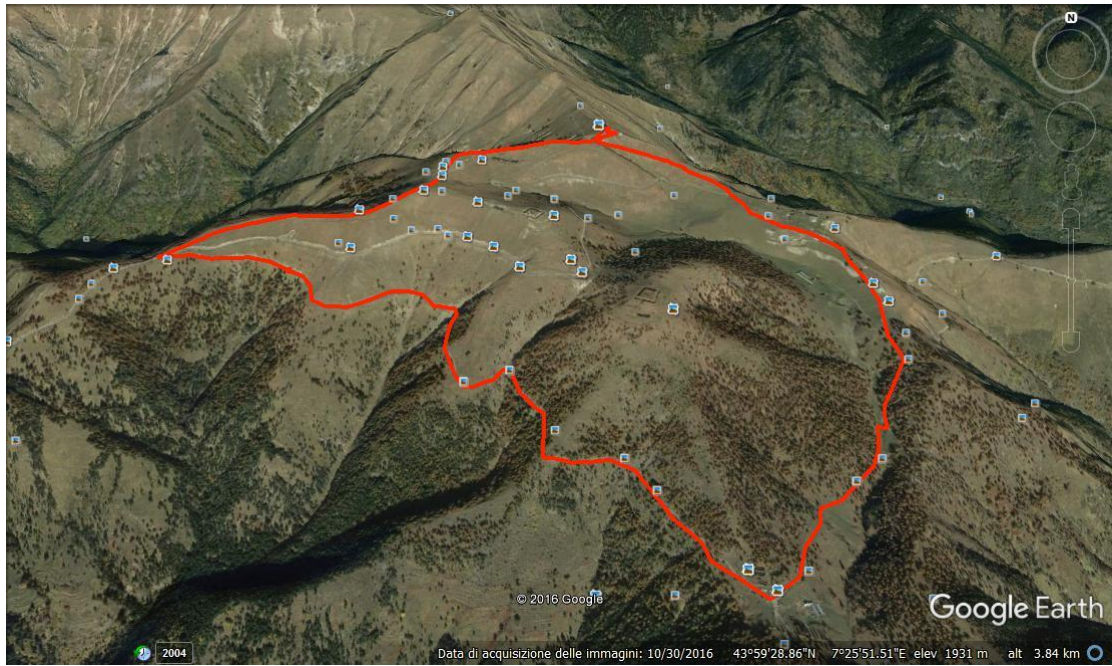 N
© 2016 Google
Google Earth
2004
Data di acquisizione delle immagini: 10/30/2016 43°59'28.86"N 7°25'51.51"E elev 1931 m alt 3.84 km